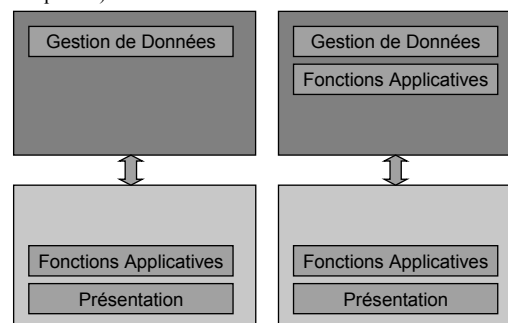 Gestion de Données
Gestion de Données
Fonctions Applicatives
Fonctions Applicatives
Présentation
Fonctions Applicatives
Présentation